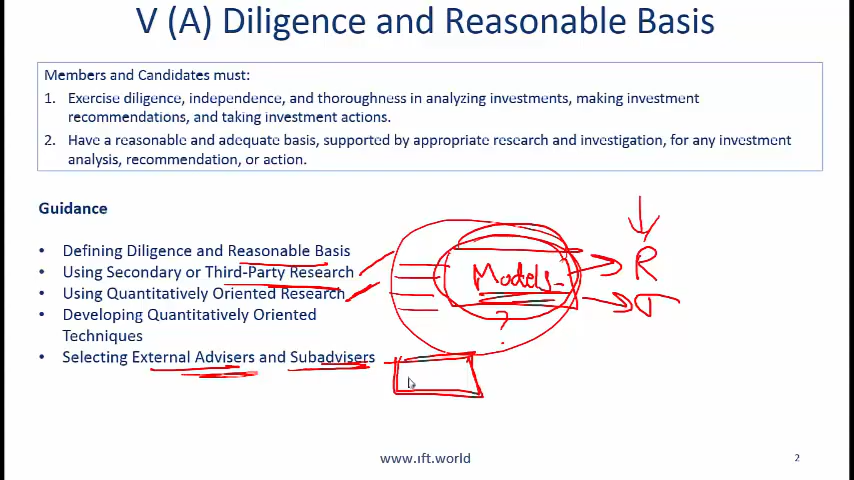 V (A) Diligence and Reasonable Basis
Members and Candidates must:
1. Exercise diligence, independence, and thoroughness in analyzing investments, making investment
recommendations, and taking investment actions.
2. Have a reasonable and adequate basis, supported by appropriate research and investigation, for any investment
analysis, recommendation, or action.
Guidance
• Defining Diligence and Reasonable Basis
• Using Secondary or Third-Party Research
• Using Quantitatively Oriented Research
• Developing Quantitatively Oriented
Techniques
• Selecting External Advisers and Subadvisers
Models
?
R
σ
www.ift.world
2